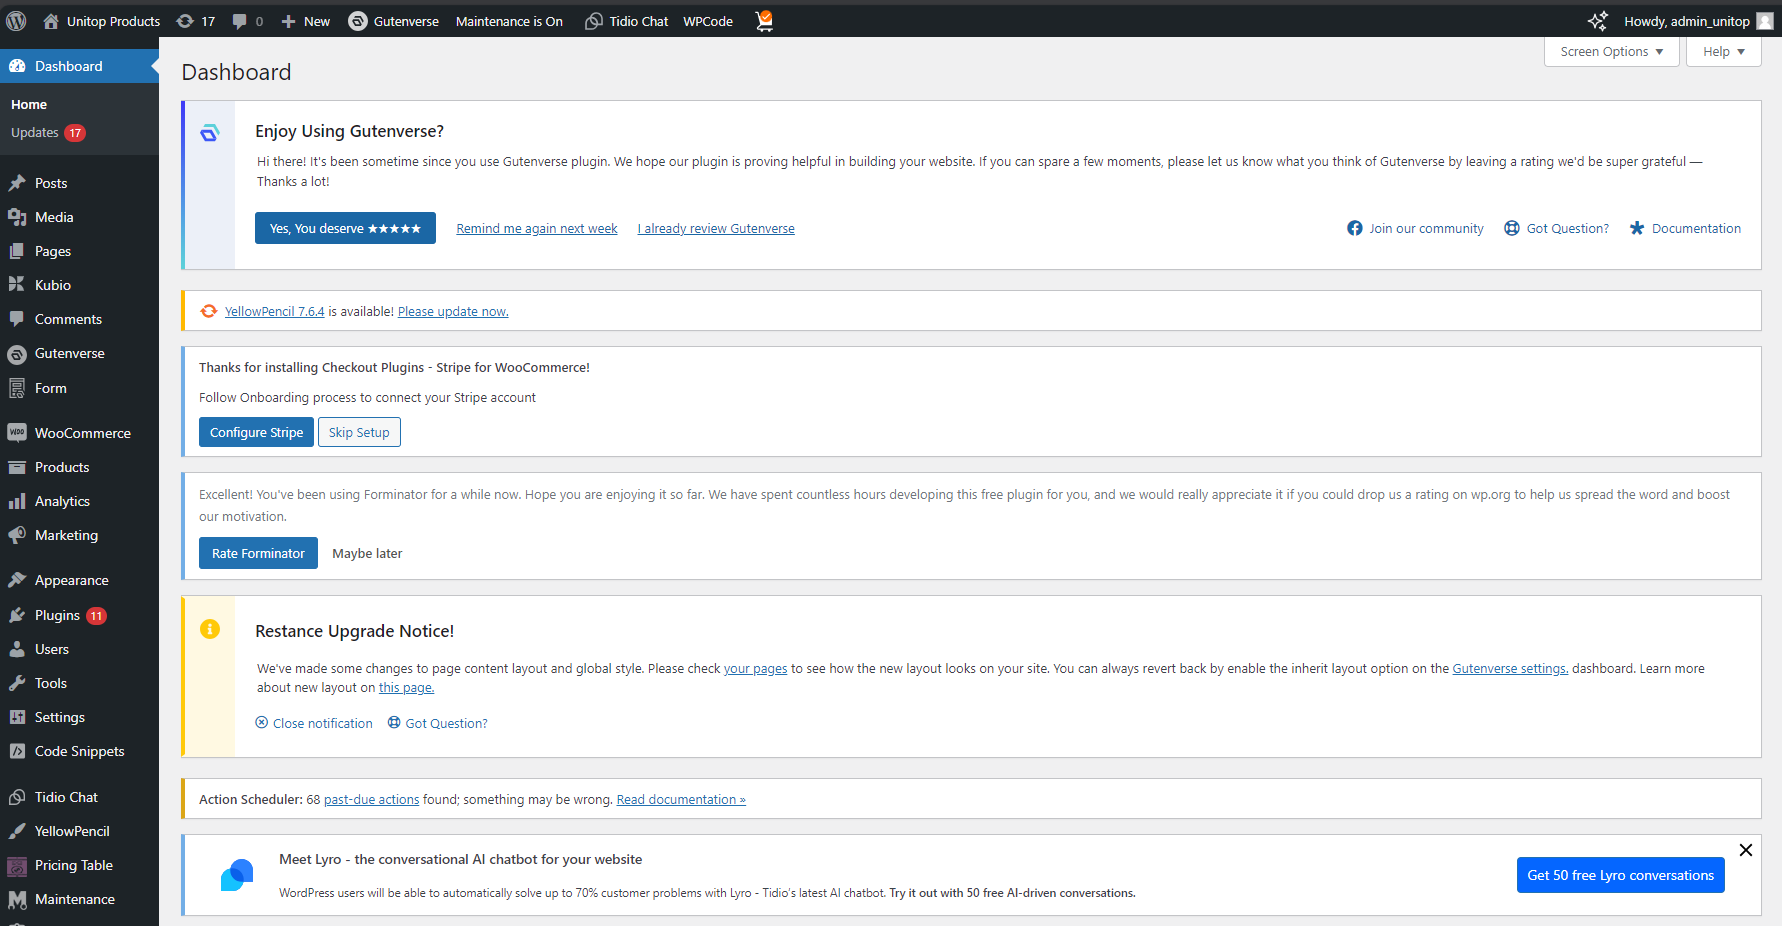 Unitop Products 17 0 New Gutenverse Maintenance is On Tidio Chat WPCode Howdy, admin_unitop
Screen Options Help
Dashboard
Home
Updates 17
Posts
Media
Pages
Kubio
Comments
Gutenverse
Form
WOO WooCommerce
Products
Analytics
Marketing
Appearance
Plugins 11
Users
Tools
Settings
Code Snippets
Tidio Chat
YellowPencil
Pricing Table
Maintenance
Dashboard
Enjoy Using Gutenverse?
Hi there! It's been sometime since you use Gutenverse plugin. We hope our plugin is proving helpful in building your website. If you can spare a few moments, please let us know what you think of Gutenverse by leaving a rating we'd be super grateful —
Thanks a lot!
Yes, You deserve ★★★★★ Remind me again next week I already review Gutenverse Join our community Got Question? Documentation
YellowPencil 7.6.4 is available! Please update now.
Thanks for installing Checkout Plugins - Stripe for WooCommerce!
Follow Onboarding process to connect your Stripe account
Configure Stripe Skip Setup
Excellent! You've been using Forminator for a while now. Hope you are enjoying it so far. We have spent countless hours developing this free plugin for you, and we would really appreciate it if you could drop us a rating on wp.org to help us spread the word and boost
our motivation.
Rate Forminator Maybe later
Restance Upgrade Notice!
We've made some changes to page content layout and global style. Please check your pages to see how the new layout looks on your site. You can always revert back by enable the inherit layout option on the Gutenverse settings. dashboard. Learn more
about new layout on this page.
Close notification Got Question?
Action Scheduler: 68 past-due actions found; something may be wrong. Read documentation »
Meet Lyro - the conversational AI chatbot for your website
WordPress users will be able to automatically solve up to 70% customer problems with Lyro - Tidio's latest AI chatbot. Try it out with 50 free AI-driven conversations.
Get 50 free Lyro conversations